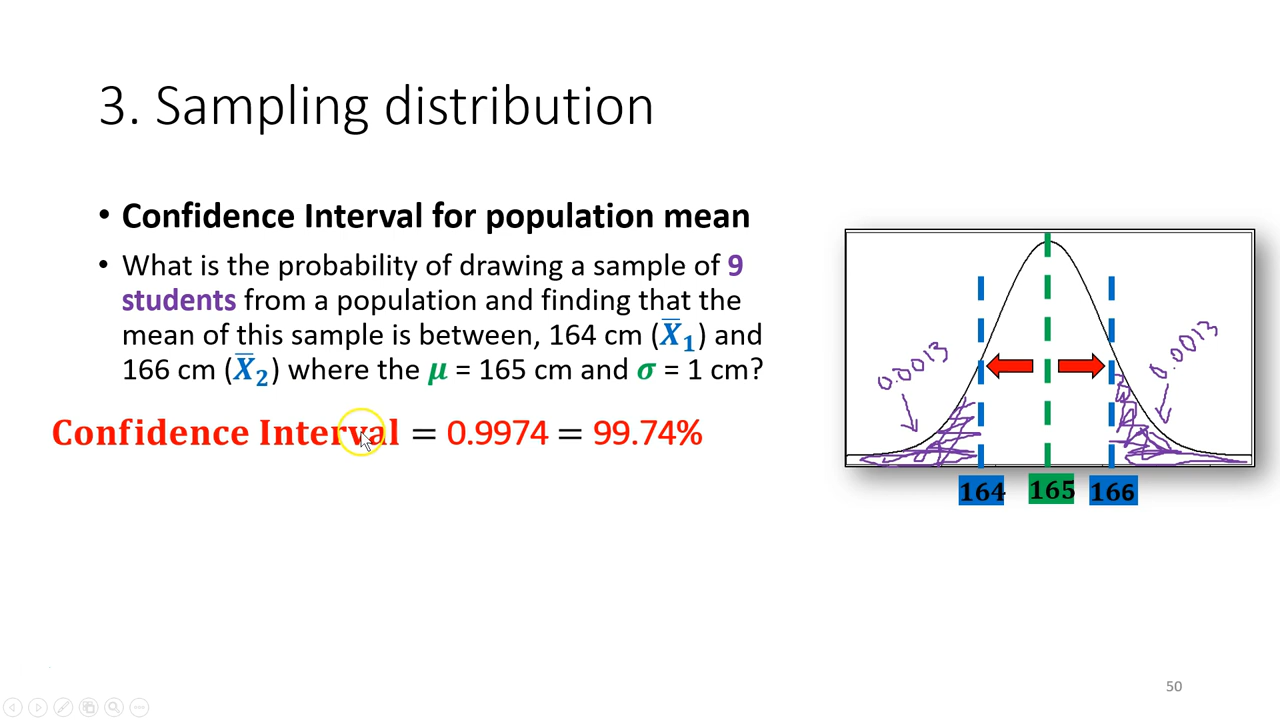 3. Sampling distribution
• Confidence Interval for population mean
• What is the probability of drawing a sample of 9
students from a population and finding that the
mean of this sample is between, 164 cm (X̅₁) and
166 cm (X̅₂) where the μ = 165 cm and σ = 1 cm?
Confidence Interval = 0.9974 = 99.74%
0.0013
0.0013
164 165 166
50